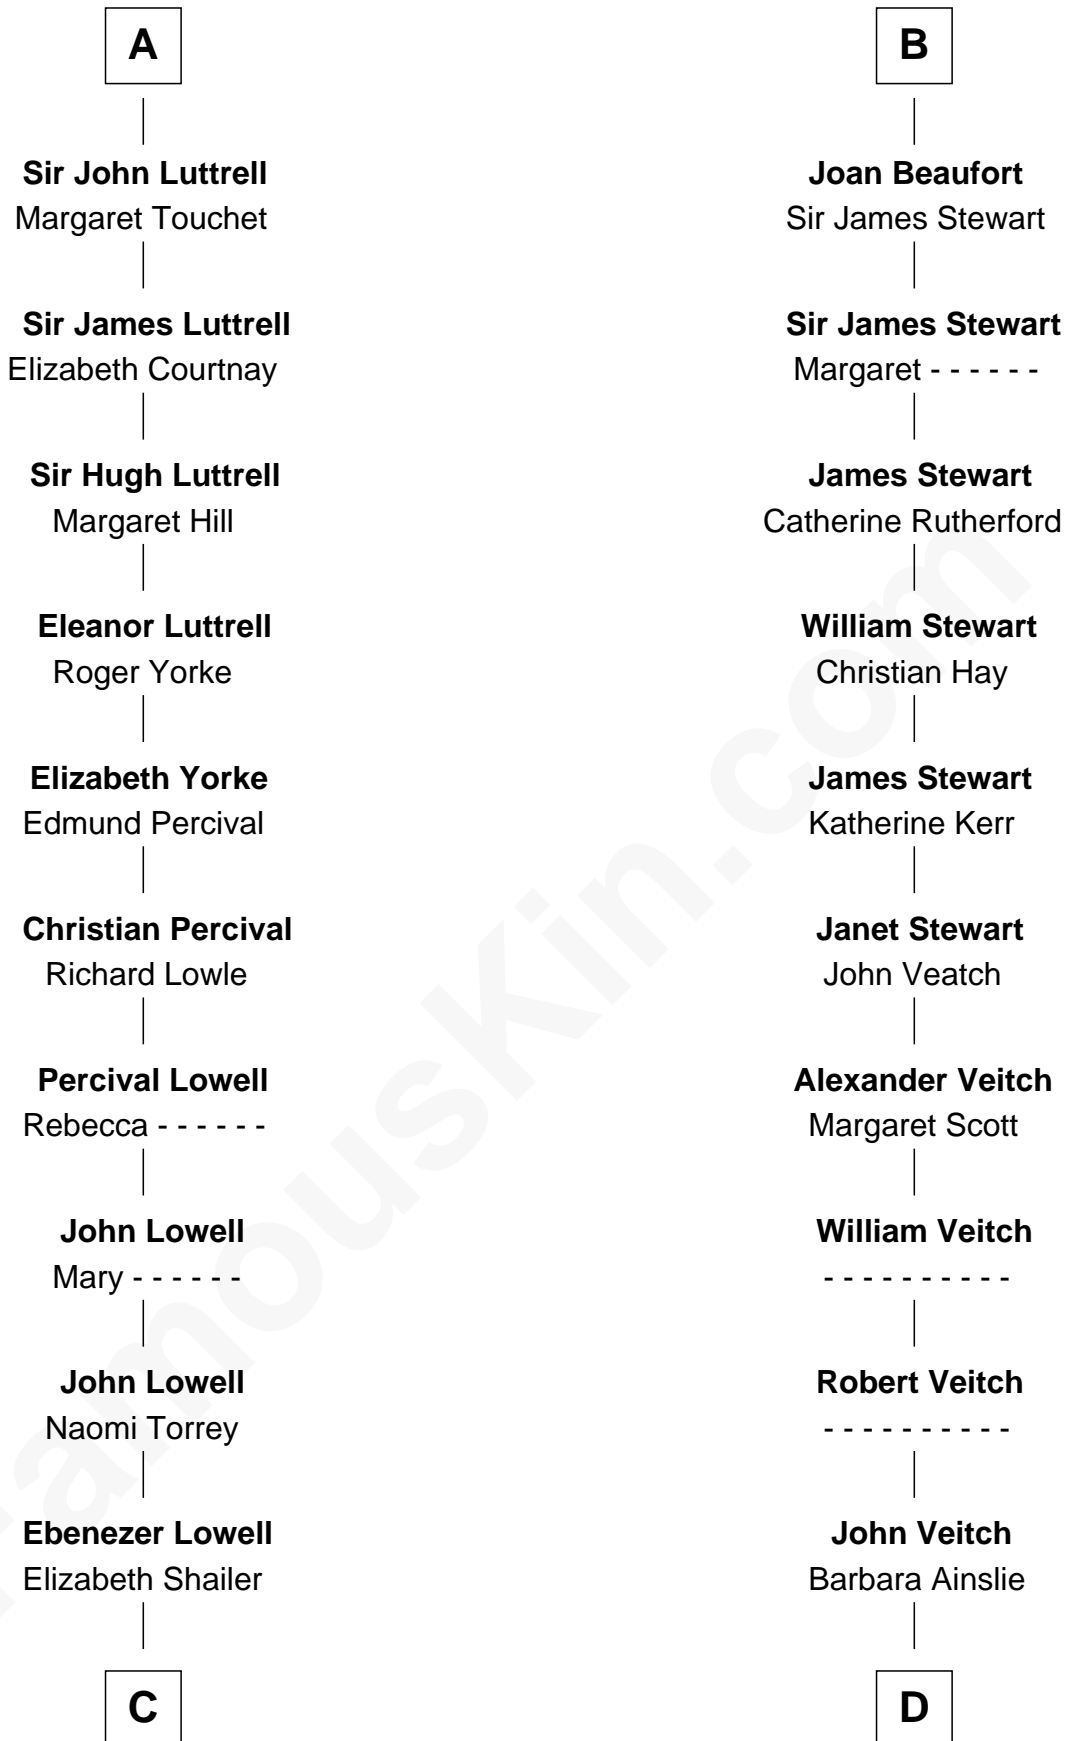 A
Sir John Luttrell
Margaret Touchet
Sir James Luttrell
Elizabeth Courtnay
Sir Hugh Luttrell
Margaret Hill
Eleanor Luttrell
Roger Yorke
Elizabeth Yorke
Edmund Percival
Christian Percival
Richard Lowle
Percival Lowell
Rebecca - - - - - -
John Lowell
Mary - - - - - -
John Lowell
Naomi Torrey
Ebenezer Lowell
Elizabeth Shailer
C
B
Joan Beaufort
Sir James Stewart
Sir James Stewart
Margaret - - - - - -
James Stewart
Catherine Rutherford
William Stewart
Christian Hay
James Stewart
Katherine Kerr
Janet Stewart
John Veatch
Alexander Veitch
Margaret Scott
William Veitch
- - - - - - - - - -
Robert Veitch
- - - - - - - - - -
John Veitch
Barbara Ainslie
D
FamousKin.com